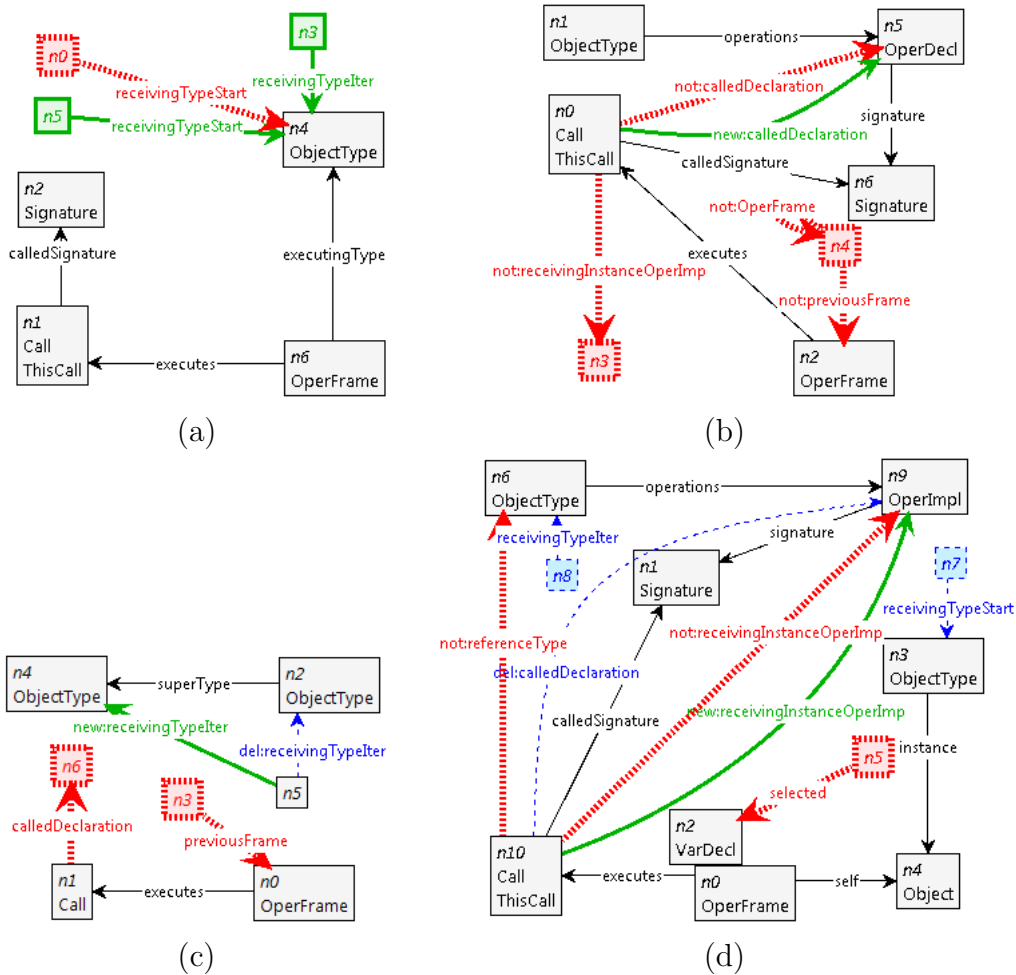 n0
n3
receivingTypeStart
receivingTypeIter
n5
receivingTypeStart
n4
ObjectType
n2
Signature
calledSignature
executingType
n1
Call
ThisCall
executes
n6
OperFrame
(a)
n1
ObjectType
operations
n5
OperDecl
not:calledDeclaration
n0
Call
ThisCall
new:calledDeclaration
signature
calledSignature
n6
Signature
not:OperFrame
n4
executes
not:receivingInstanceOperImp
not:previousFrame
n3
n2
OperFrame
(b)
n4
ObjectType
superType
n2
ObjectType
new:receivingTypeIter
del:receivingTypeIter
n6
n3
n5
calledDeclaration
previousFrame
n1
Call
executes
n0
OperFrame
(c)
n6
ObjectType
operations
n9
OperImpl
receivingTypeIter
signature
n8
n1
Signature
n7
receivingTypeStart
not:referenceType
not:receivingInstanceOperImp
del:calledDeclaration
n3
ObjectType
calledSignature
new:receivingInstanceOperImp
n5
instance
selected
n2
VarDecl
n10
Call
ThisCall
executes
n0
OperFrame
self
n4
Object
(d)